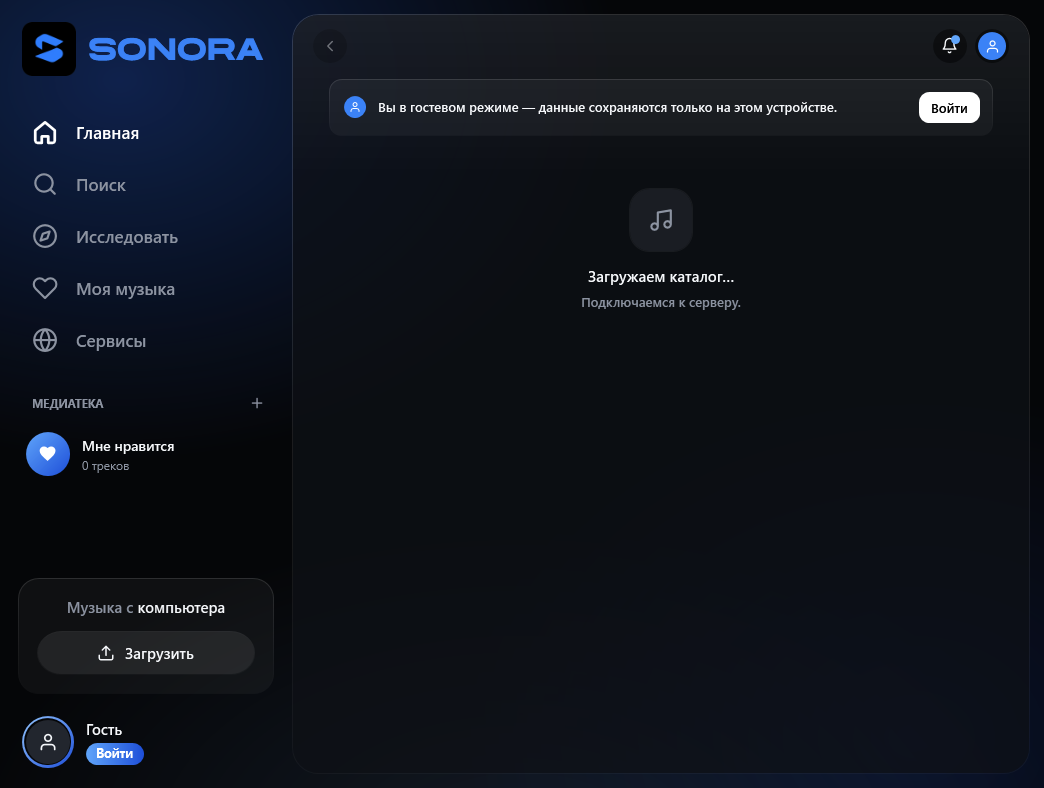 SONORA
Главная
Поиск
Исследовать
Моя музыка
Сервисы
МЕДИАТЕКА
Мне нравится
0 треков
Музыка с компьютера
Загрузить
Гость
Войти
Вы в гостевом режиме — данные сохраняются только на этом устройстве.
Войти
Загружаем каталог...
Подключаемся к серверу.